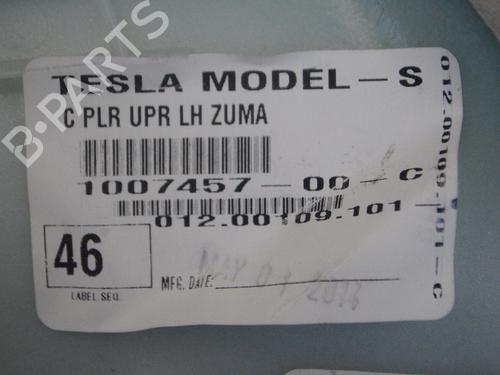 B-PARTS
TESLA MODEL-S
C PLR UPR LH ZUMA
1007457-00-C
012.00109.101-
46
LABEL SEQ.
MFG. DATE: MAY 01 2013
012.00109.101-C